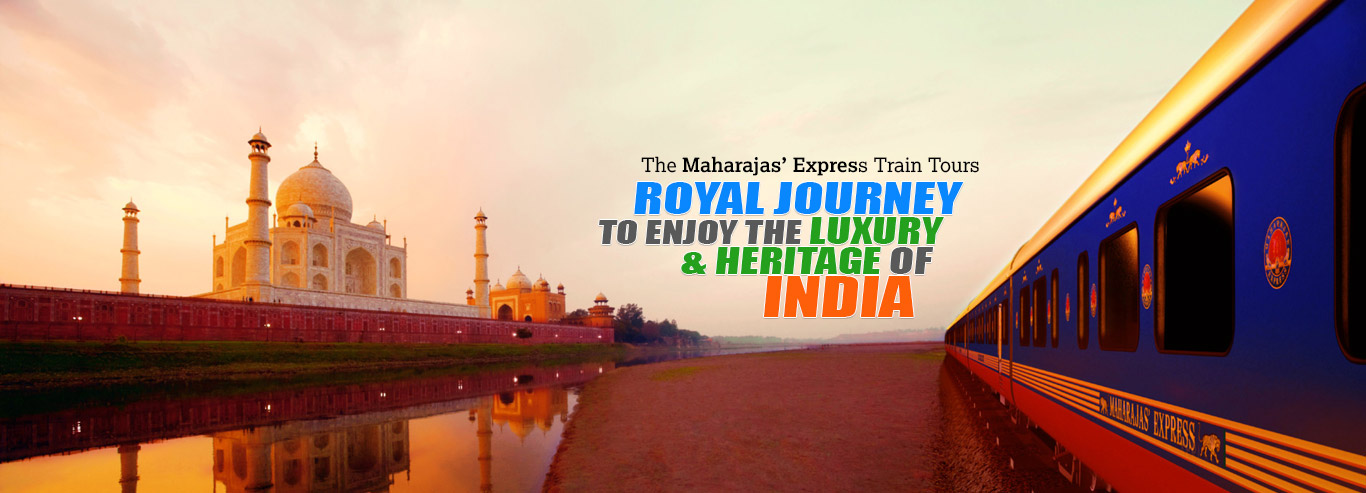 The Maharajas' Express Train Tours
ROYAL JOURNEY
TO ENJOY THE LUXURY
& HERITAGE OF
INDIA
MAHARAJAS' EXPRESS